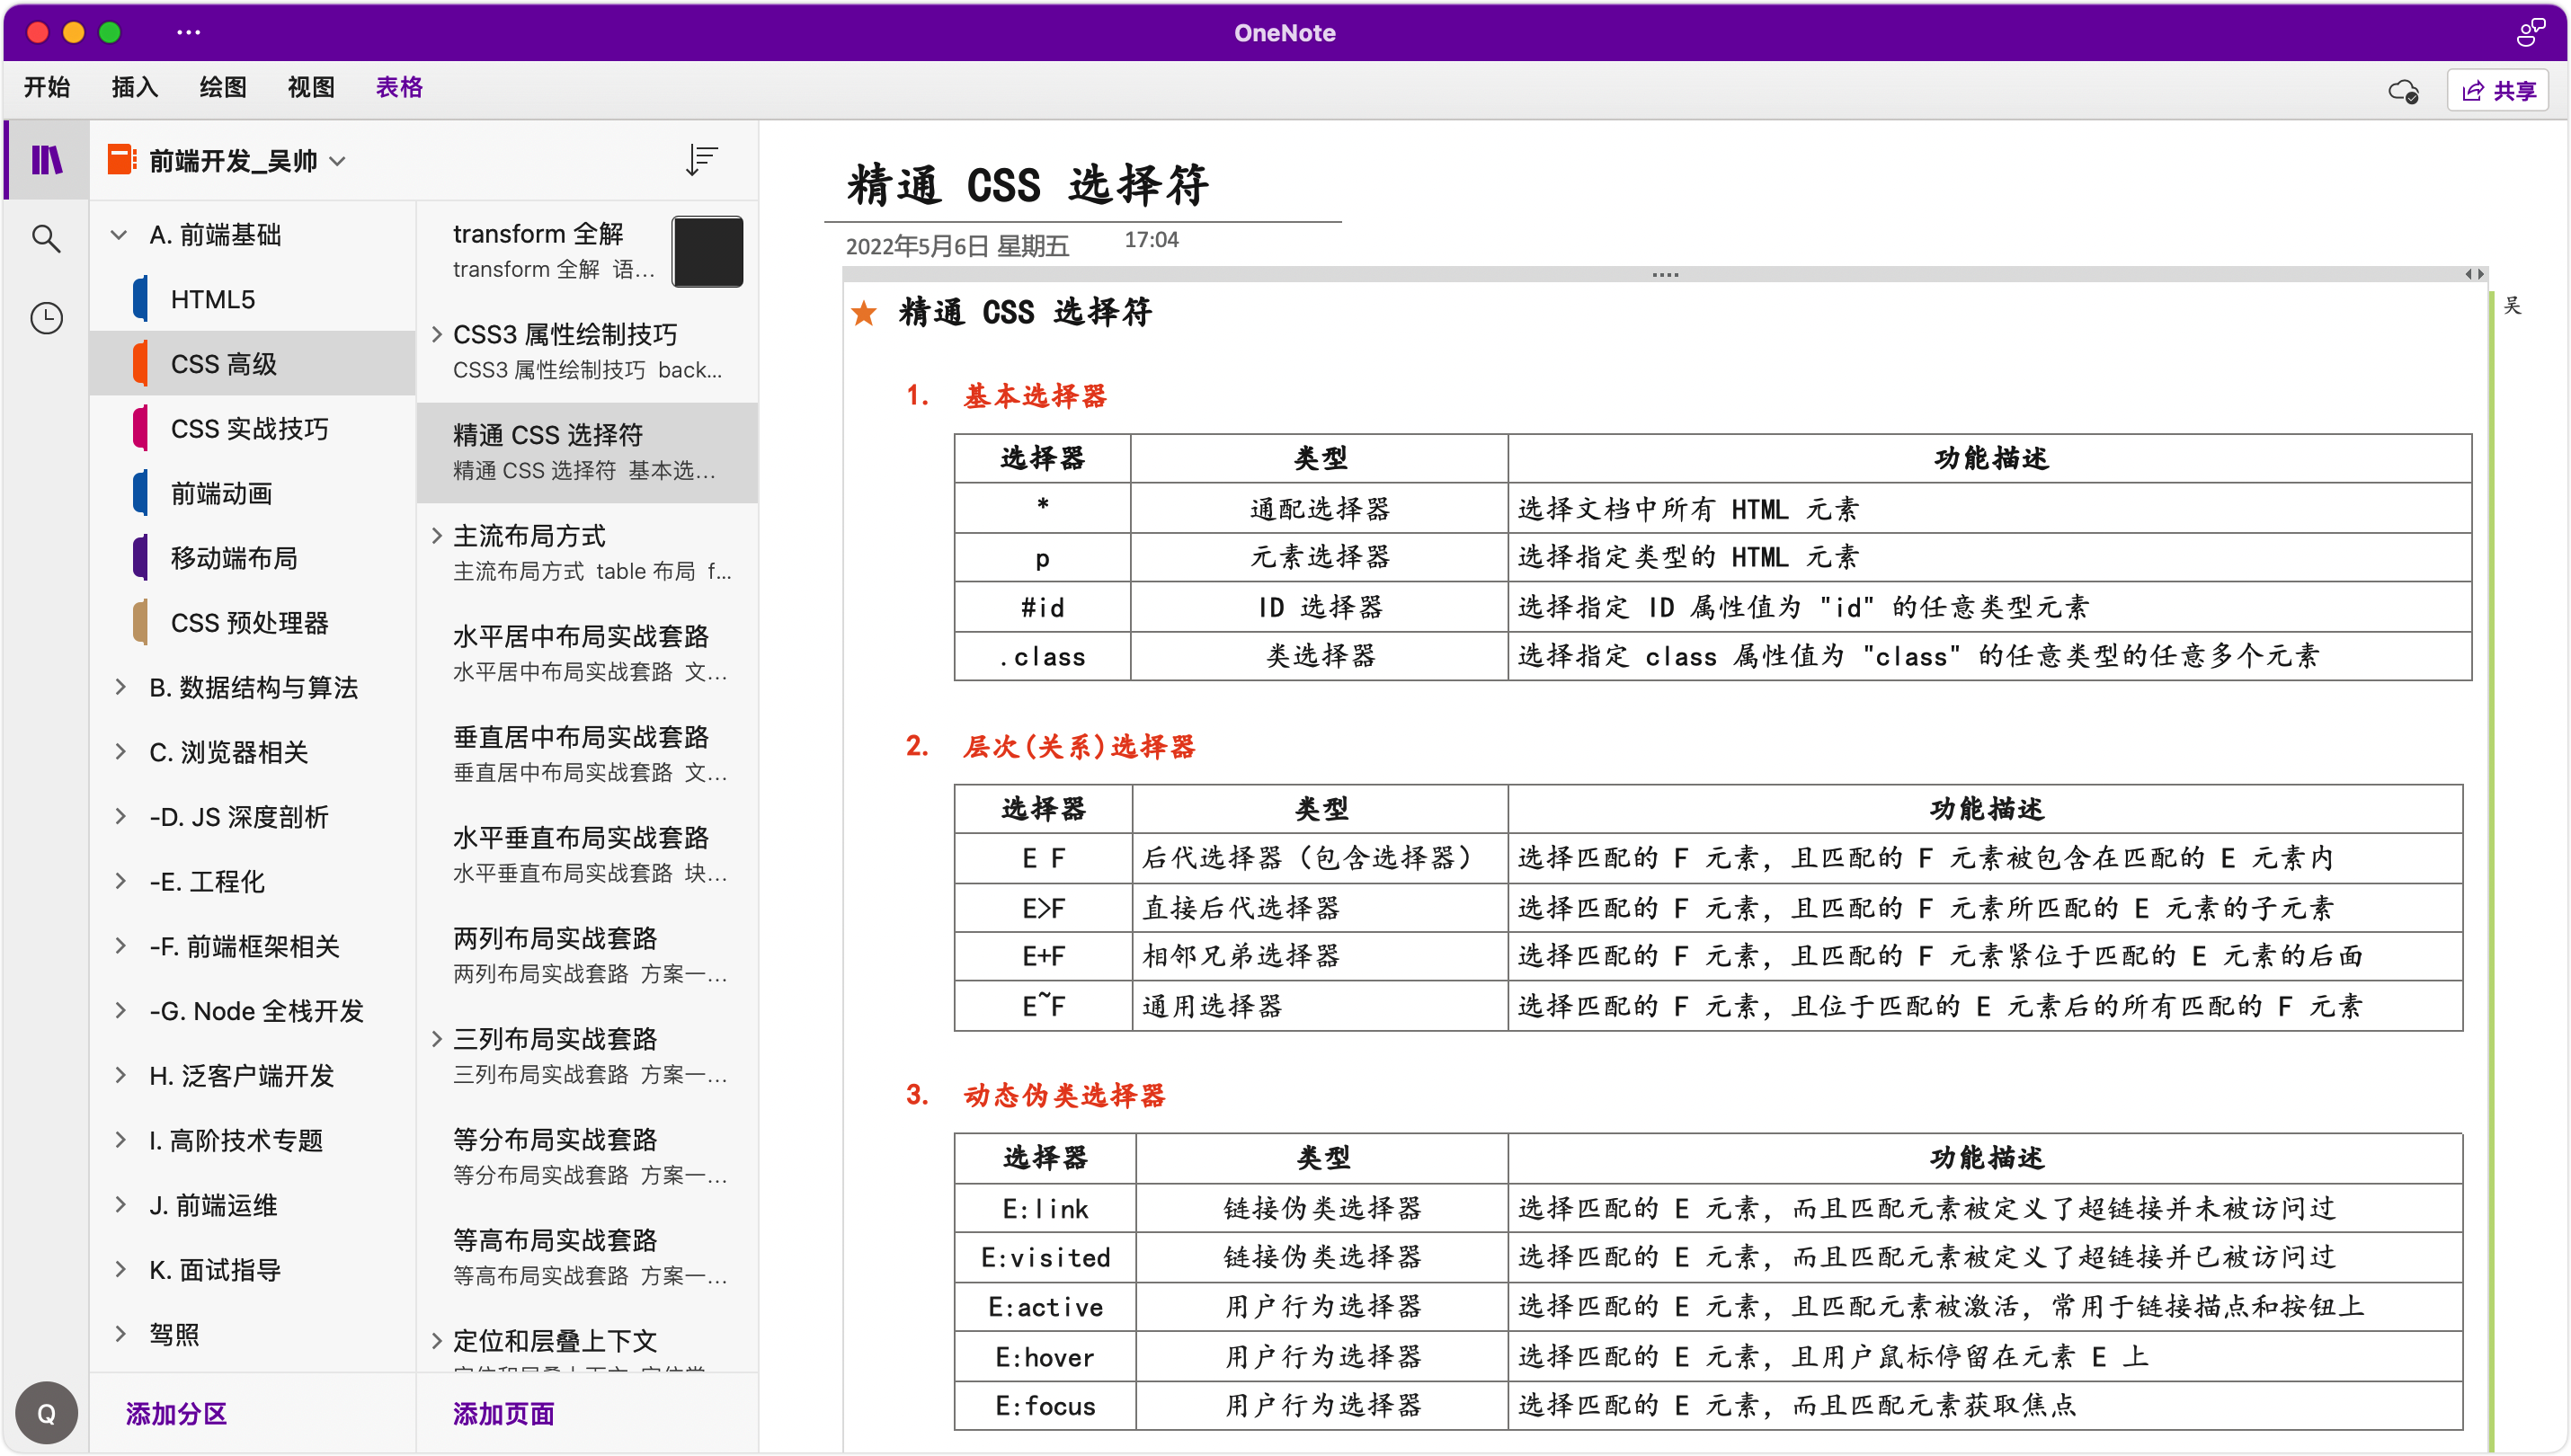 OneNote
开始 插入 绘图 视图 表格
共享
前端开发_吴帅
A. 前端基础
HTML5
CSS 高级
CSS 实战技巧
前端动画
移动端布局
CSS 预处理器
B. 数据结构与算法
C. 浏览器相关
-D. JS 深度剖析
-E. 工程化
-F. 前端框架相关
-G. Node 全栈开发
H. 泛客户端开发
I. 高阶技术专题
J. 前端运维
K. 面试指导
驾照
添加分区
Q
transform 全解
transform 全解 语...
CSS3 属性绘制技巧
CSS3 属性绘制技巧 back...
精通 CSS 选择符
精通 CSS 选择符 基本选...
主流布局方式
主流布局方式 table 布局 f...
水平居中布局实战套路
水平居中布局实战套路 文...
垂直居中布局实战套路
垂直居中布局实战套路 文...
水平垂直布局实战套路
水平垂直布局实战套路 块...
两列布局实战套路
两列布局实战套路 方案一...
三列布局实战套路
三列布局实战套路 方案一...
等分布局实战套路
等分布局实战套路 方案一...
等高布局实战套路
等高布局实战套路 方案一...
定位和层叠上下文
添加页面
精通 CSS 选择符
2022年5月6日 星期五 17:04
精通 CSS 选择符
吴
1. 基本选择器
选择器 类型 功能描述
* 通配选择器 选择文档中所有 HTML 元素
p 元素选择器 选择指定类型的 HTML 元素
#id ID 选择器 选择指定 ID 属性值为 "id" 的任意类型元素
.class 类选择器 选择指定 class 属性值为 "class" 的任意类型的任意多个元素
2. 层次(关系)选择器
选择器 类型 功能描述
E F 后代选择器（包含选择器） 选择匹配的 F 元素，且匹配的 F 元素被包含在匹配的 E 元素内
E>F 直接后代选择器 选择匹配的 F 元素，且匹配的 F 元素所匹配的 E 元素的子元素
E+F 相邻兄弟选择器 选择匹配的 F 元素，且匹配的 F 元素紧位于匹配的 E 元素的后面
E~F 通用选择器 选择匹配的 F 元素，且位于匹配的 E 元素后的所有匹配的 F 元素
3. 动态伪类选择器
选择器 类型 功能描述
E:link 链接伪类选择器 选择匹配的 E 元素，而且匹配元素被定义了超链接并未被访问过
E:visited 链接伪类选择器 选择匹配的 E 元素，而且匹配元素被定义了超链接并已被访问过
E:active 用户行为选择器 选择匹配的 E 元素，且匹配元素被激活，常用于链接描点和按钮上
E:hover 用户行为选择器 选择匹配的 E 元素，且用户鼠标停留在元素 E 上
E:focus 用户行为选择器 选择匹配的 E 元素，而且匹配元素获取焦点